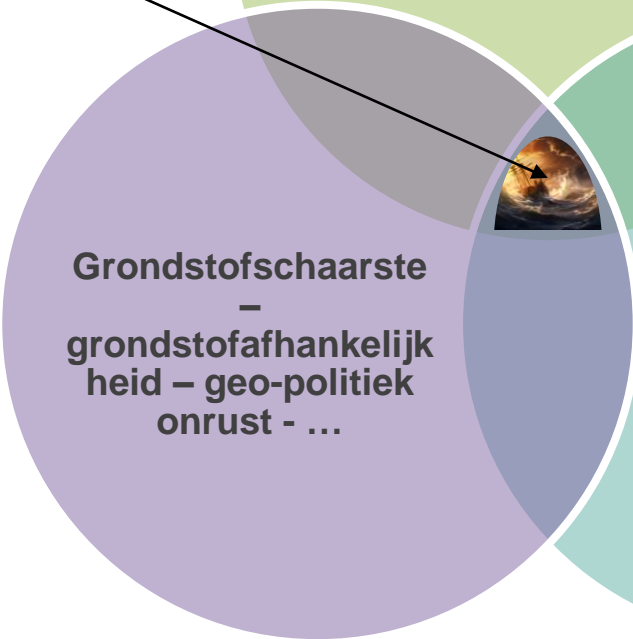 Grondstofschaarste
–
grondstofafhankelijk
heid – geo-politiek
onrust - …